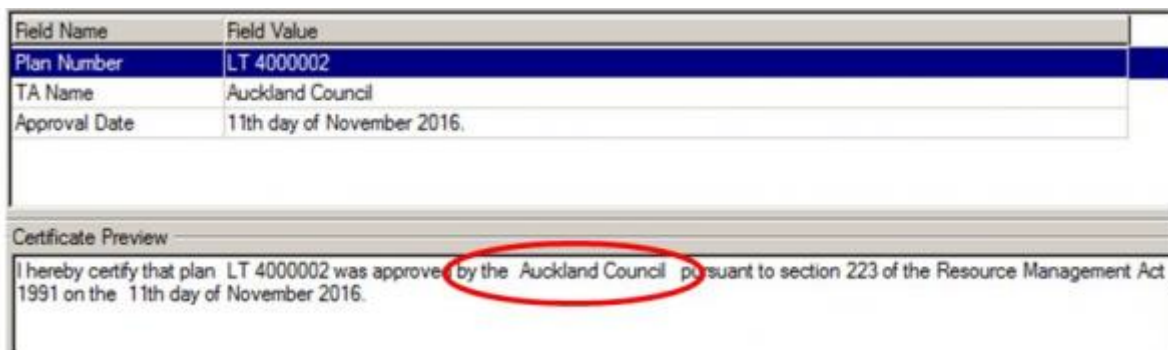 Field Name Field Value
Plan Number LT 4000002
TA Name Auckland Council
Approval Date 11th day of November 2016.
Certificate Preview
I hereby certify that plan LT 4000002 was approved by the Auckland Council pursuant to section 223 of the Resource Management Act
1991 on the 11th day of November 2016.